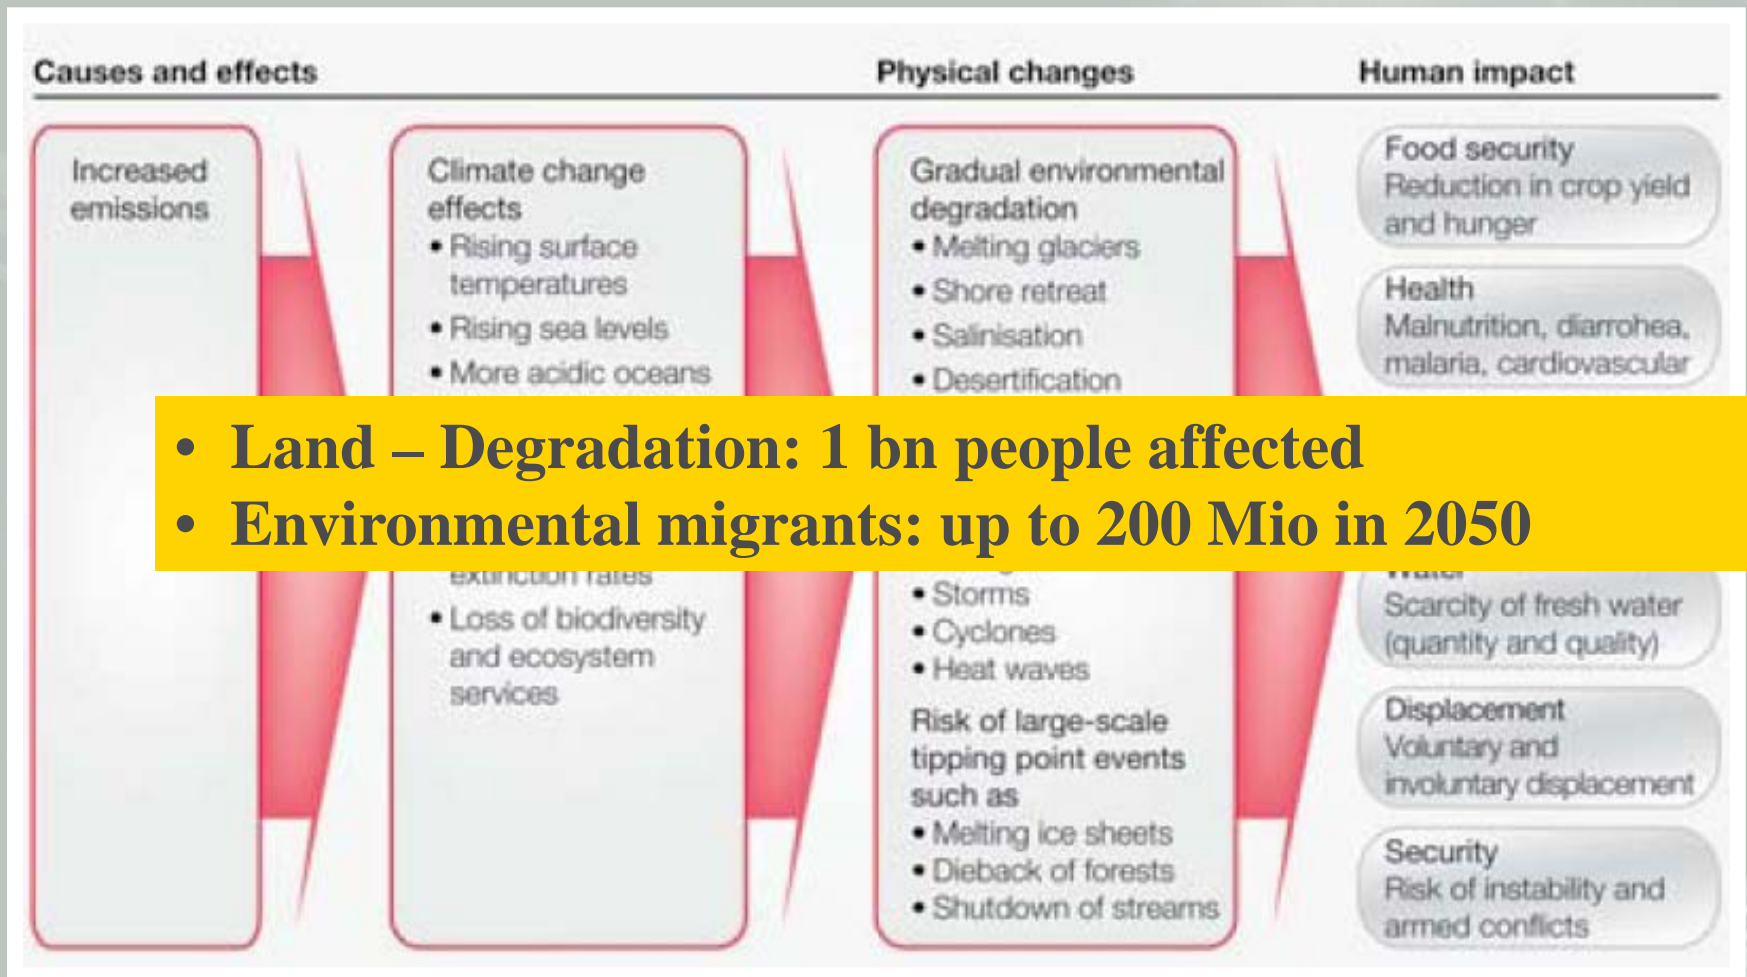 Causes and effects
Physical changes
Human impact
Increased
emissions
Climate change
effects
• Rising surface
temperatures
• Rising sea levels
• More acidic oceans
extinction rates
• Loss of biodiversity
and ecosystem
services
Gradual environmental
degradation
• Melting glaciers
• Shore retreat
• Salinisation
• Desertification
• Storms
• Cyclones
• Heat waves
Risk of large-scale
tipping point events
such as
• Melting ice sheets
• Dieback of forests
• Shutdown of streams
Food security
Reduction in crop yield
and hunger
Health
Malnutrition, diarrohea,
malaria, cardiovascular
Water
Scarcity of fresh water
(quantity and quality)
Displacement
Voluntary and
involuntary displacement
Security
Risk of instability and
armed conflicts
• Land – Degradation: 1 bn people affected
• Environmental migrants: up to 200 Mio in 2050